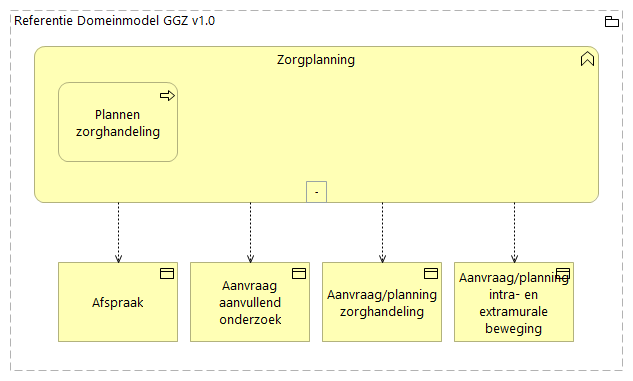 Referentie Domeinmodel GGZ v1.0
Zorgplanning
Plannen
zorghandeling
-
Afspraak
Aanvraag
aanvullend
onderzoek
Aanvraag/planning
zorghandeling
Aanvraag/planning
intra- en
extramurale
beweging